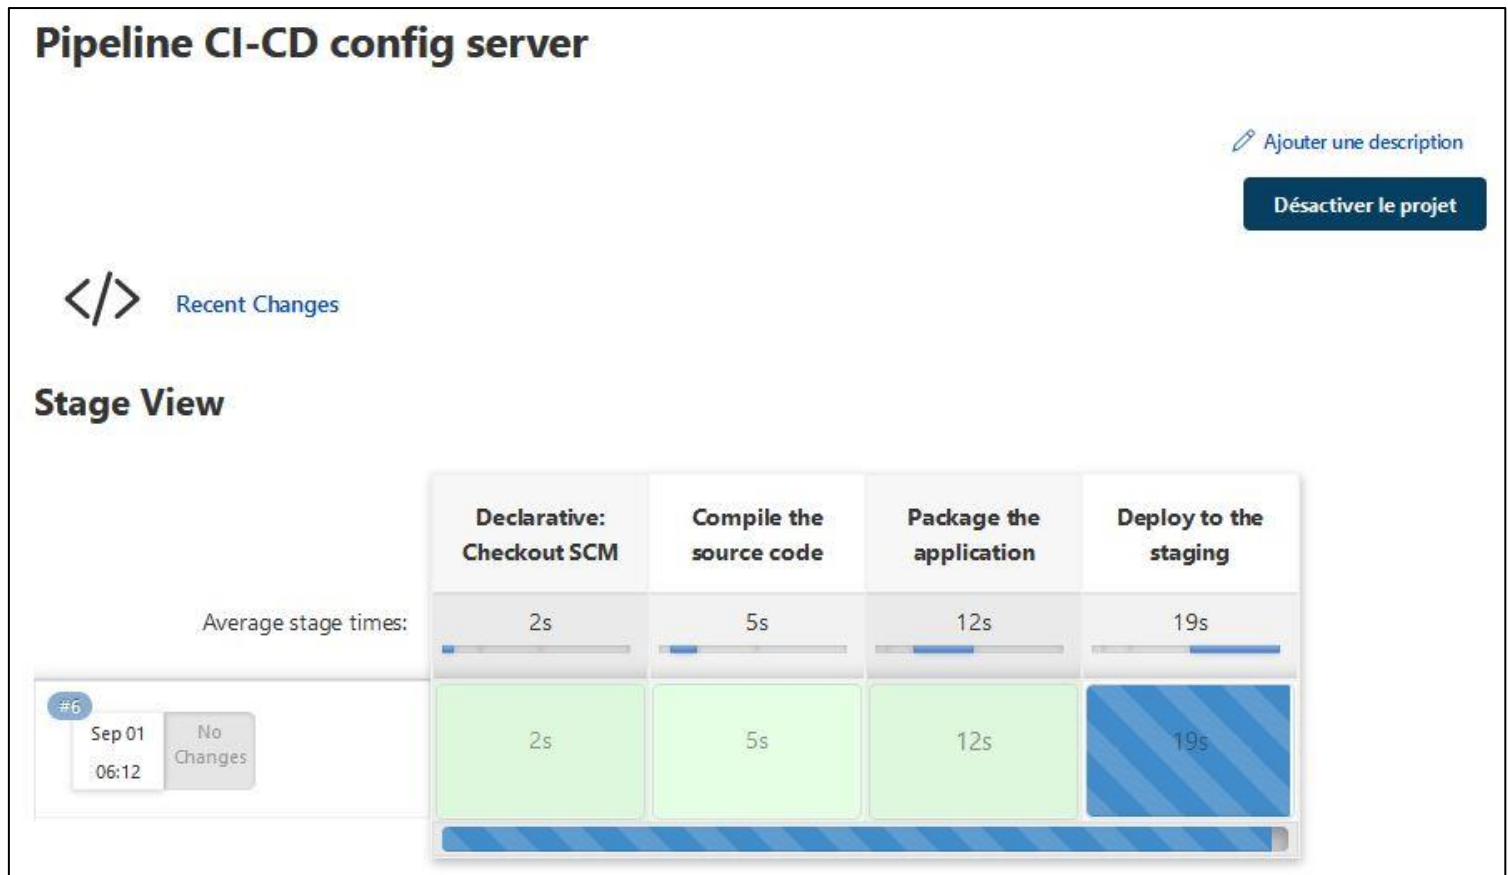 Pipeline CI-CD config server
Ajouter une description
Désactiver le projet
</> Recent Changes
Stage View
Declarative: Compile the Package the Deploy to the
Checkout SCM source code application staging
Average stage times: 2s 5s 12s 19s
#6
Sep 01 No
Changes
06:12
2s 5s 12s 19s